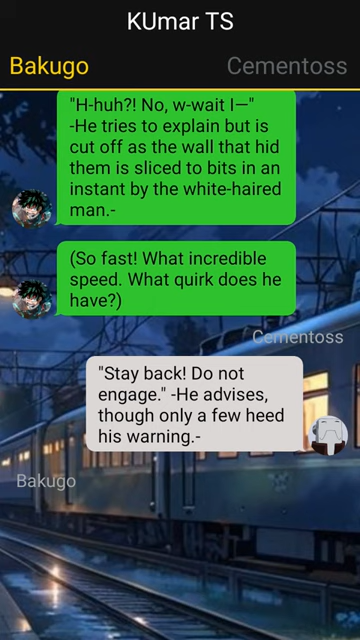 KUmar TS
Bakugo
Cementoss
"H-huh?! No, w-wait I—"
-He tries to explain but is
cut off as the wall that hid
them is sliced to bits in an
instant by the white-haired
man.-
(So fast! What incredible
speed. What quirk does he
have?)
Cementoss
"Stay back! Do not
engage." -He advises,
though only a few heed
his warning.-
Bakugo